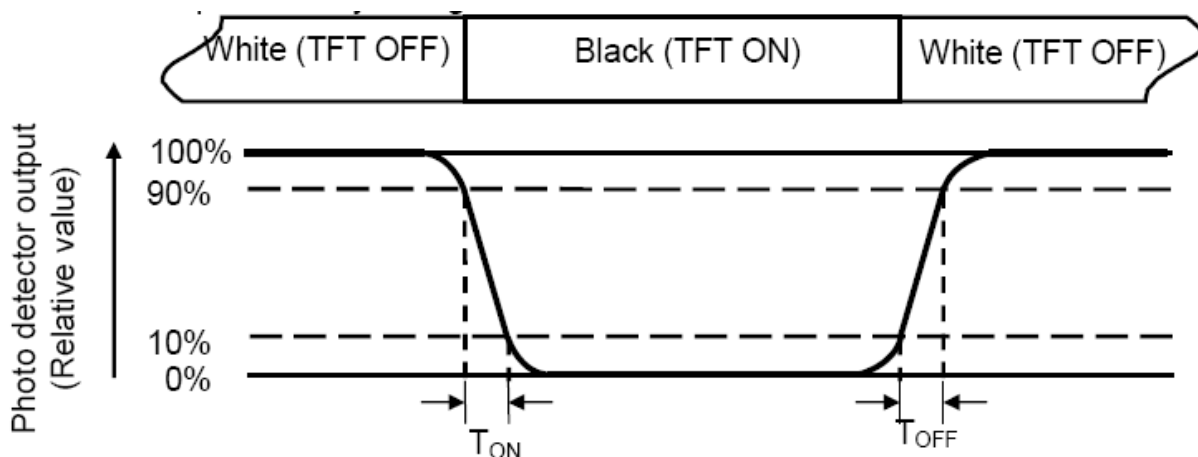 White (TFT OFF) Black (TFT ON) White (TFT OFF)
Photo detector output
(Relative value)
100%
90%
10%
0%
TON TOFF